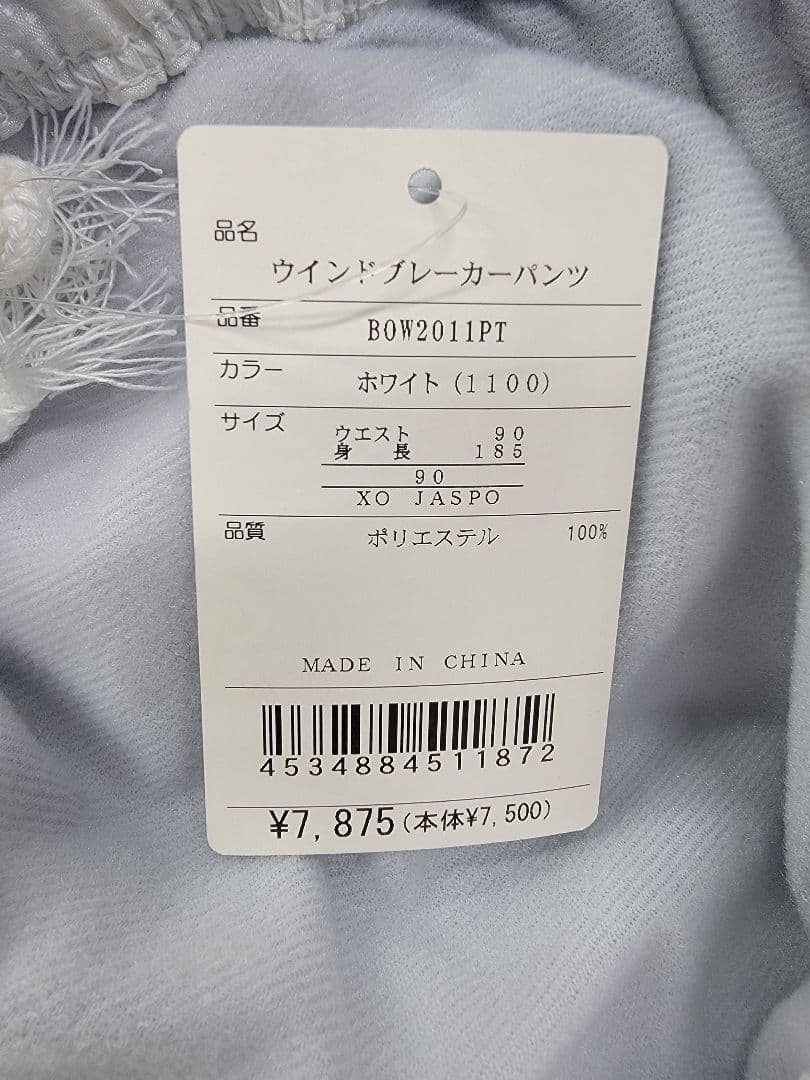 品名
ウインドブレーカーパンツ
品番
BOW2011PT
カラー
ホワイト(1100)
サイズ
ウエスト 90
身長 185
90
XO JASPO
品質
ポリエステル 100%
MADE IN CHINA
4534884511872
¥7,875(本体¥7,500)